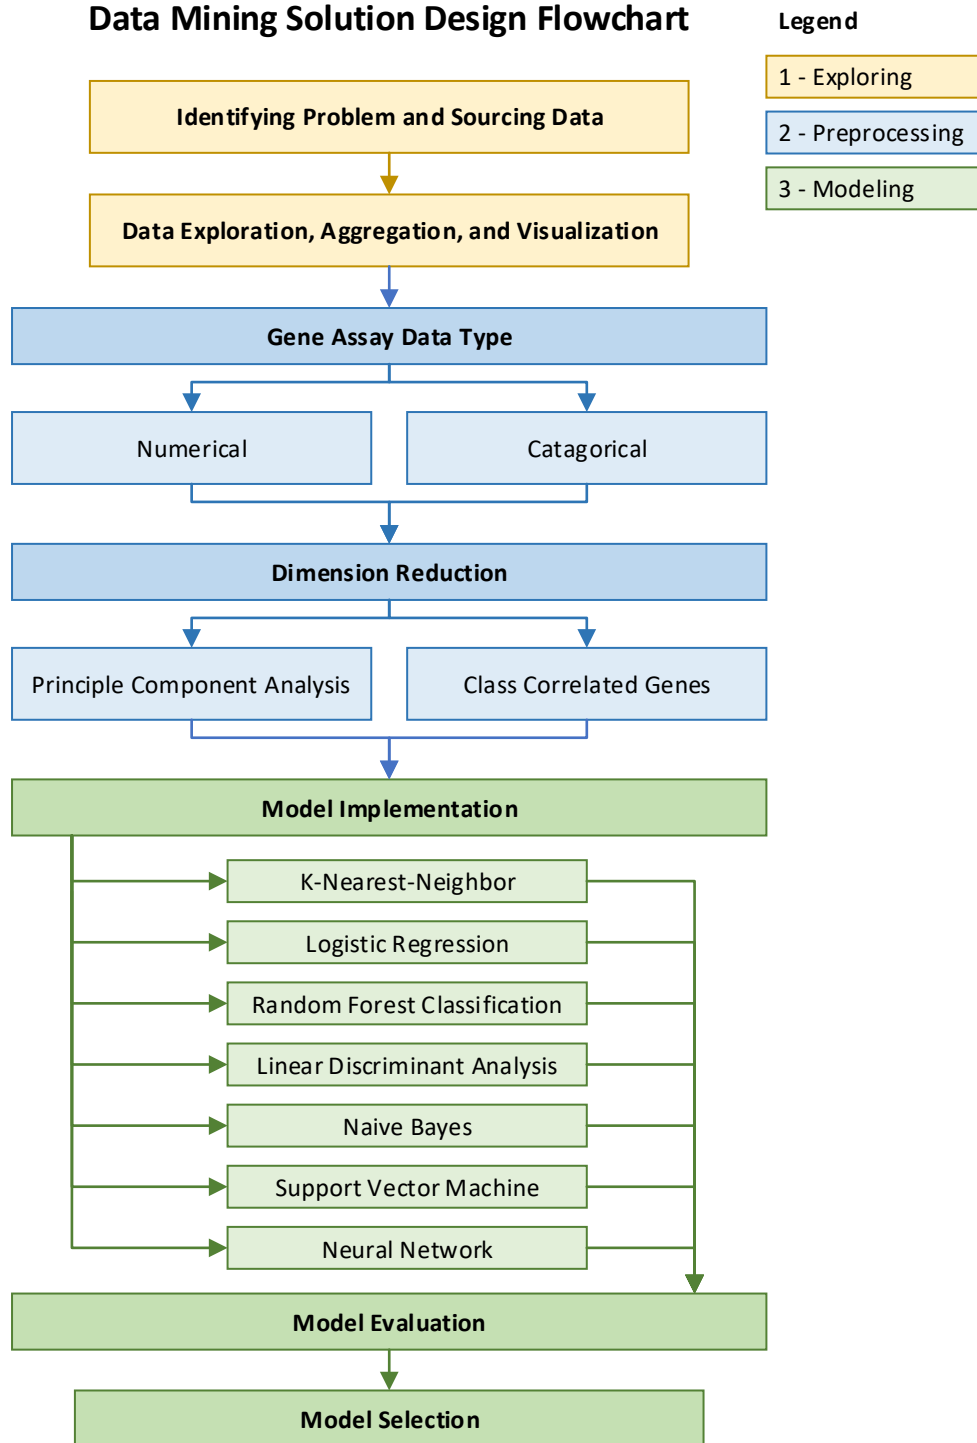 Data Mining Solution Design Flowchart
Legend
1 - Exploring
2 - Preprocessing
3 - Modeling
Identifying Problem and Sourcing Data
Data Exploration, Aggregation, and Visualization
Gene Assay Data Type
Numerical
Catagorical
Dimension Reduction
Principle Component Analysis
Class Correlated Genes
Model Implementation
K-Nearest-Neighbor
Logistic Regression
Random Forest Classification
Linear Discriminant Analysis
Naive Bayes
Support Vector Machine
Neural Network
Model Evaluation
Model Selection